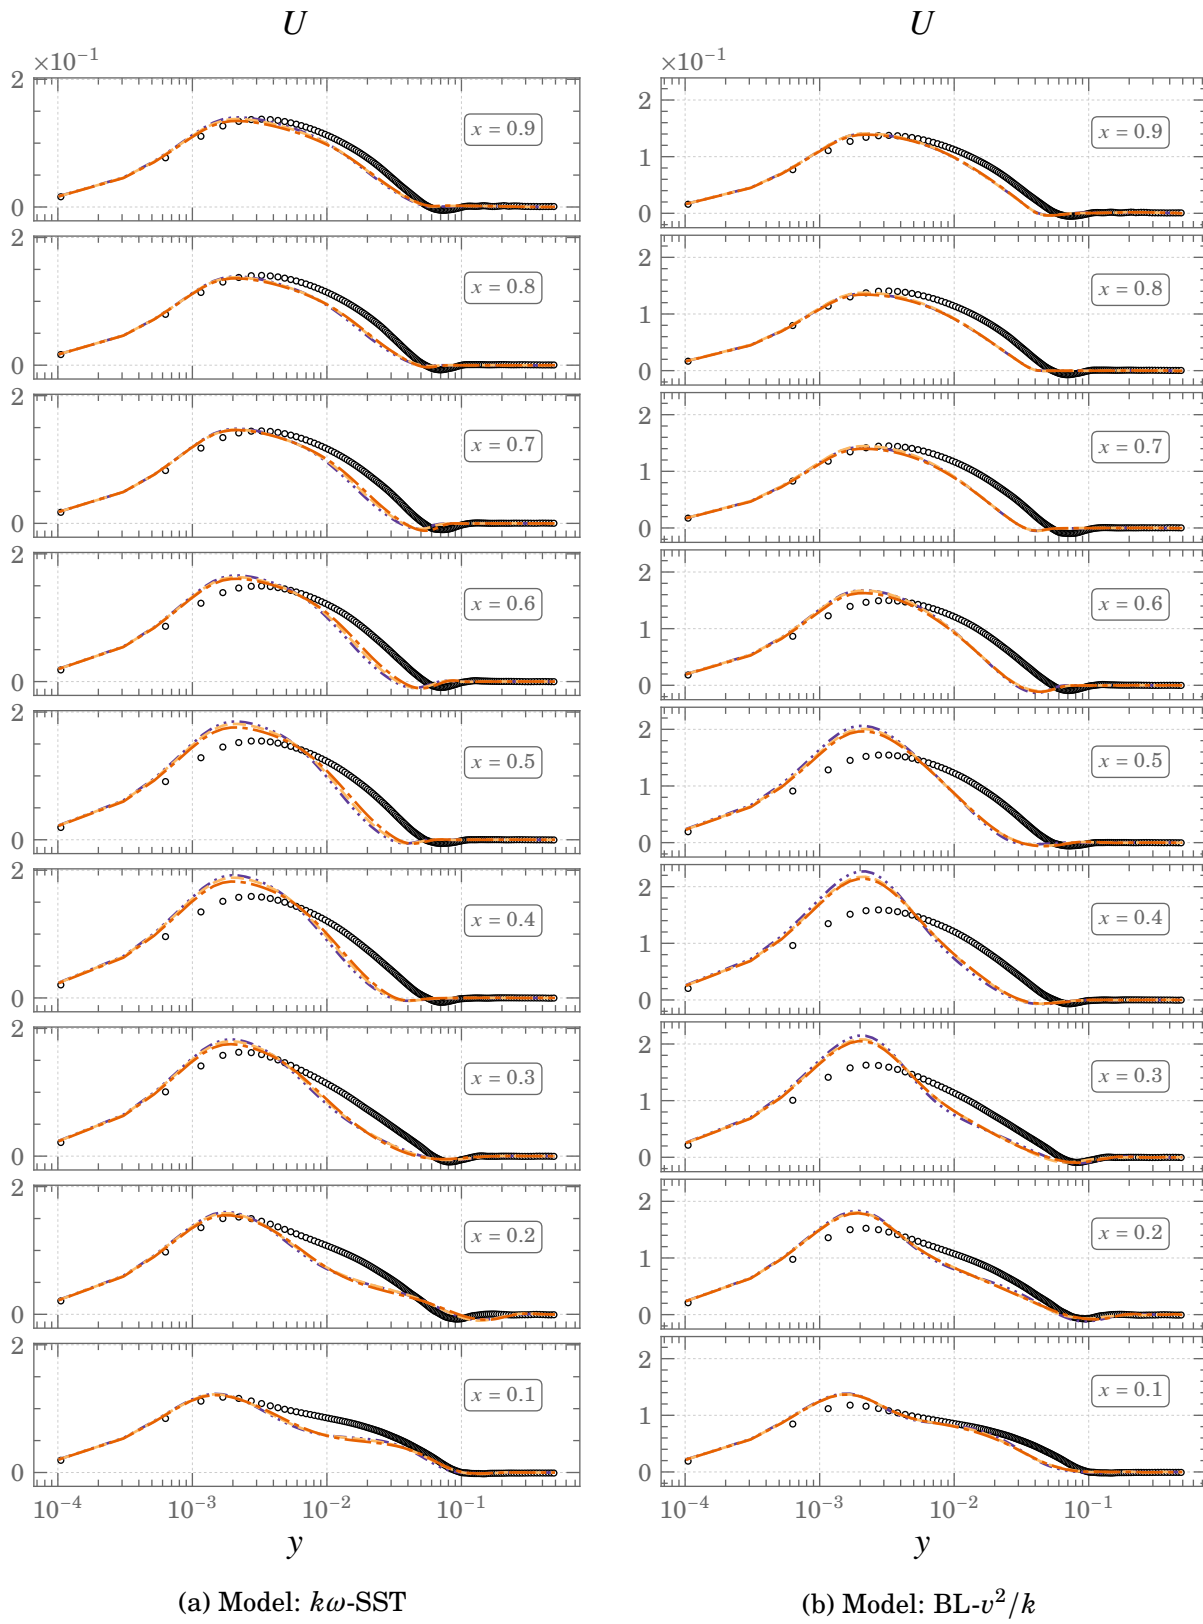 U U
×10⁻¹ ×10⁻¹
2 2
x = 0.9 x = 0.9
1
0 0
2 2
x = 0.8 x = 0.8
1
0 0
2 2
x = 0.7 x = 0.7
1
0 0
2 2
x = 0.6 x = 0.6
1
0 0
2 2
x = 0.5 x = 0.5
1
0 0
2 2
x = 0.4 x = 0.4
1
0 0
2 2
x = 0.3 x = 0.3
1
0 0
2 2
x = 0.2 x = 0.2
1
0 0
2 2
x = 0.1 x = 0.1
1
0 0
10⁻⁴ 10⁻³ 10⁻² 10⁻¹ 10⁻⁴ 10⁻³ 10⁻² 10⁻¹
y y
(a) Model: kω-SST (b) Model: BL-v²/k